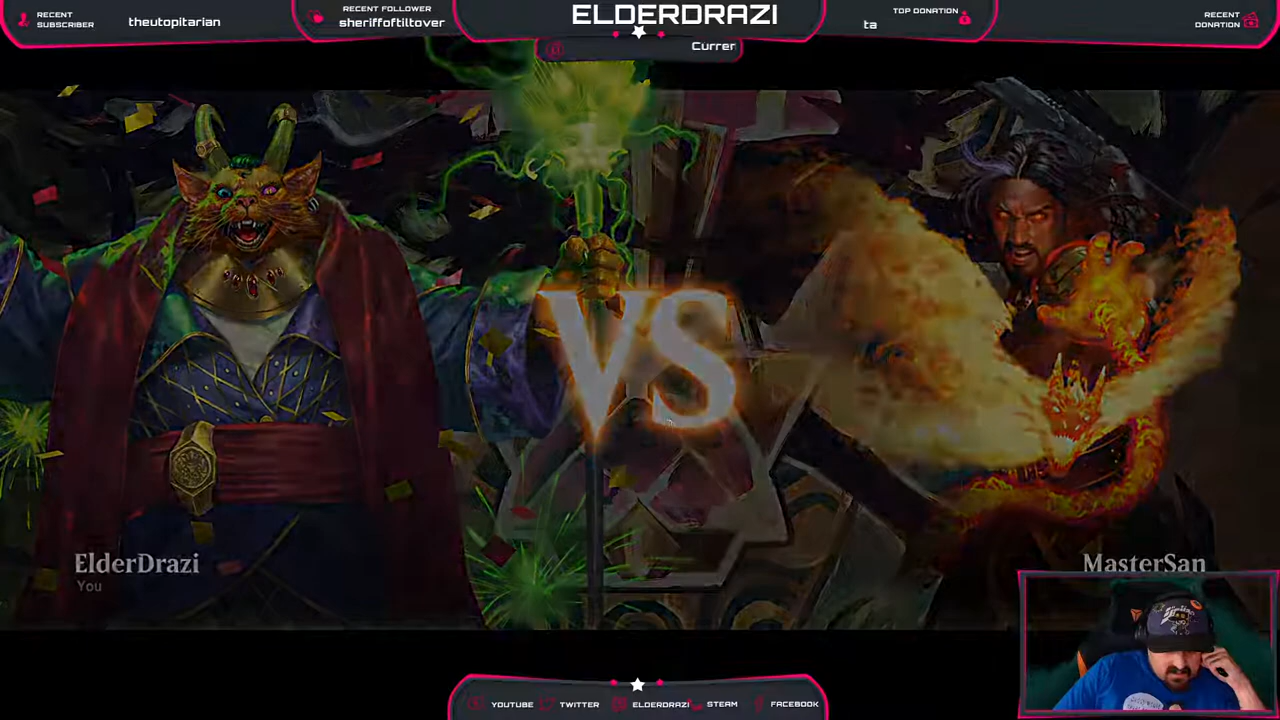 RECENT
SUBSCRIBER
theutopitarian
RECENT FOLLOWER
sheriffoftiltover
ELDERDRAZI
Curren
TOP DONATION
ta
RECENT
DONATION
VS
ElderDrazi
You
MasterSan
YOUTUBE
TWITTER
ELDERDRAZI
STEAM
FACEBOOK